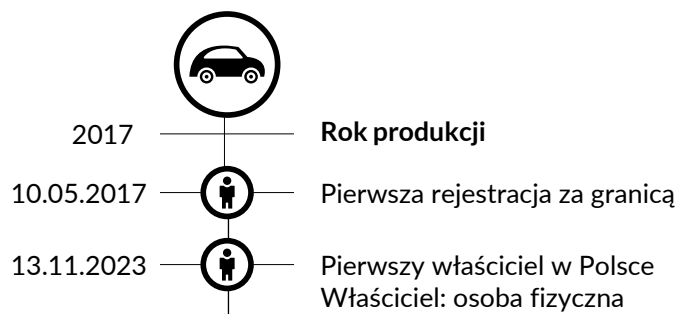 2017 Rok produkcji
10.05.2017 Pierwsza rejestracja za granicą
13.11.2023 Pierwszy właściciel w Polsce
Właściciel: osoba fizyczna